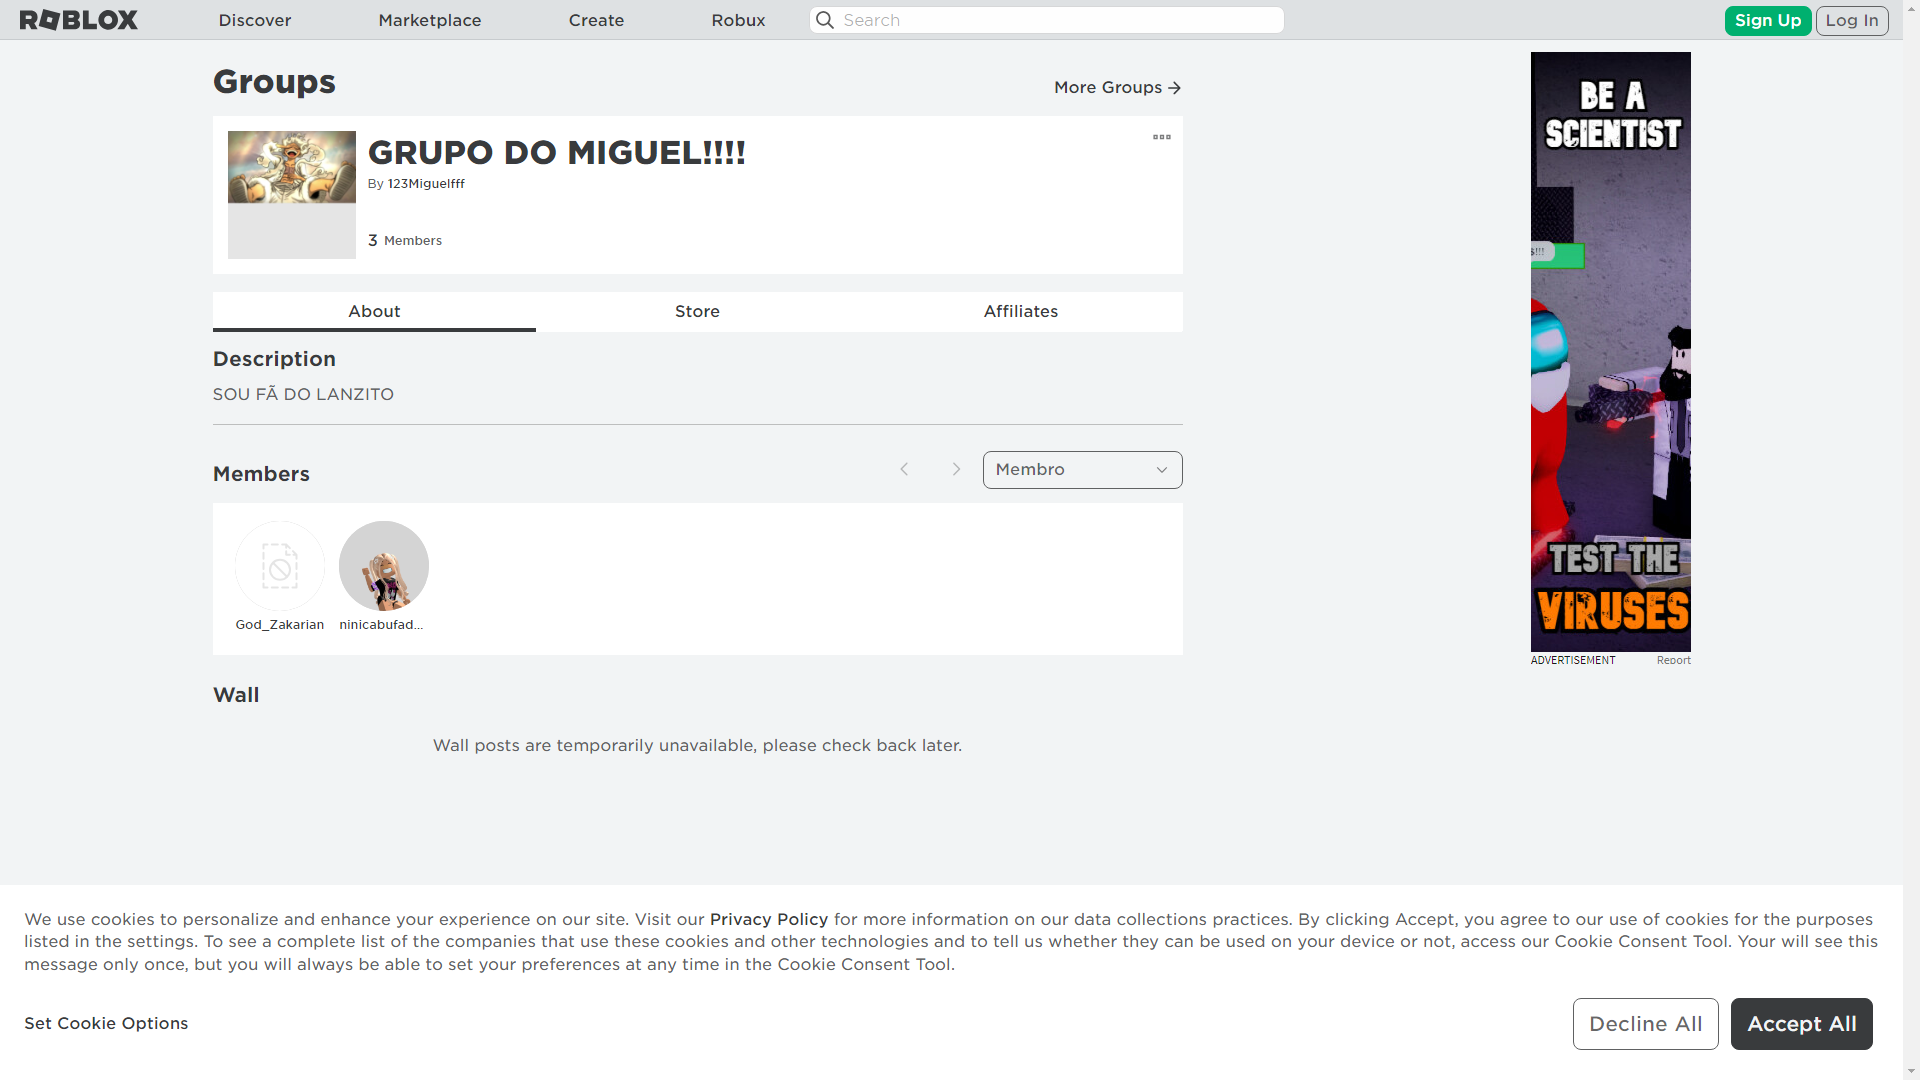 ROBLOX
Discover
Marketplace
Create
Robux
Search
Sign Up
Log In
Groups
More Groups
GRUPO DO MIGUEL!!!!
By 123Miguelfff
3 Members
About
Store
Affiliates
Description
SOU FÃ DO LANZITO
Members
Membro
God_Zakarian
ninicabufad...
Wall
Wall posts are temporarily unavailable, please check back later.
BE A
SCIENTIST
TEST THE
VIRUSES
ADVERTISEMENT
Report
We use cookies to personalize and enhance your experience on our site. Visit our Privacy Policy for more information on our data collections practices. By clicking Accept, you agree to our use of cookies for the purposes
listed in the settings. To see a complete list of the companies that use these cookies and other technologies and to tell us whether they can be used on your device or not, access our Cookie Consent Tool. Your will see this
message only once, but you will always be able to set your preferences at any time in the Cookie Consent Tool.
Set Cookie Options
Decline All
Accept All